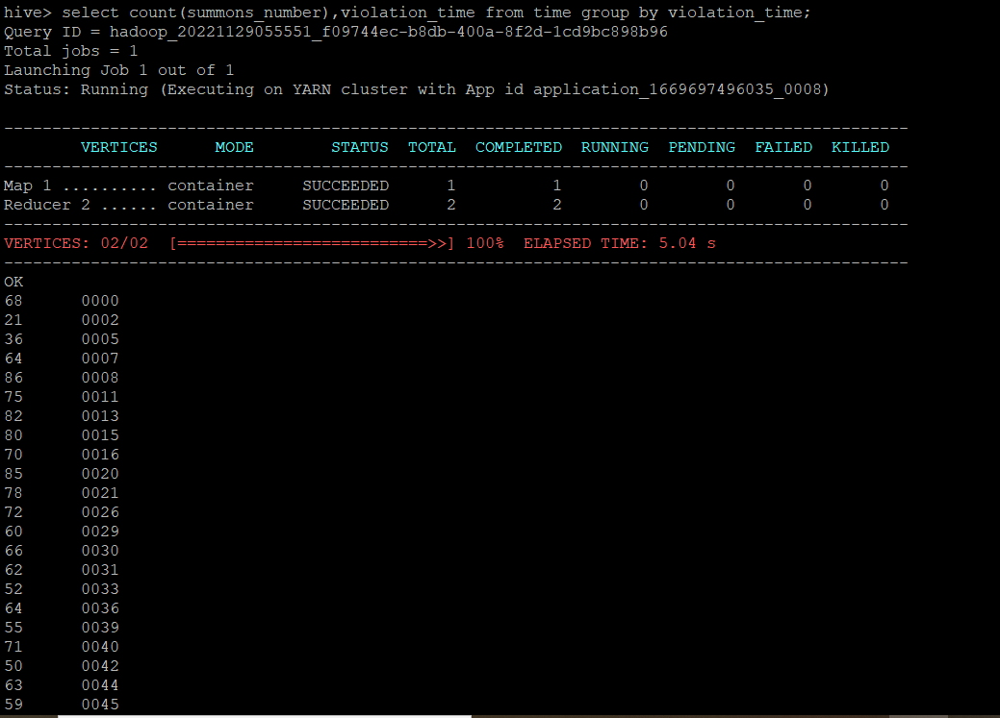 hive> select count(summons_number),violation_time from time group by violation_time;
Query ID = hadoop_20221129055551_f09744ec-b8db-400a-8f2d-1cd9bc898b96
Total jobs = 1
Launching Job 1 out of 1
Status: Running (Executing on YARN cluster with App id application_1669697496035_0008)
----------------------------------------------------------------------------------------------
VERTICES MODE STATUS TOTAL COMPLETED RUNNING PENDING FAILED KILLED
----------------------------------------------------------------------------------------------
Map 1 .......... container SUCCEEDED 1 1 0 0 0 0
Reducer 2 ...... container SUCCEEDED 2 2 0 0 0 0
----------------------------------------------------------------------------------------------
VERTICES: 02/02 [==========================>>] 100% ELAPSED TIME: 5.04 s
----------------------------------------------------------------------------------------------
OK
68 0000
21 0002
36 0005
64 0007
86 0008
75 0011
82 0013
80 0015
70 0016
85 0020
78 0021
72 0026
60 0029
66 0030
62 0031
52 0033
64 0036
55 0039
71 0040
50 0042
63 0044
59 0045